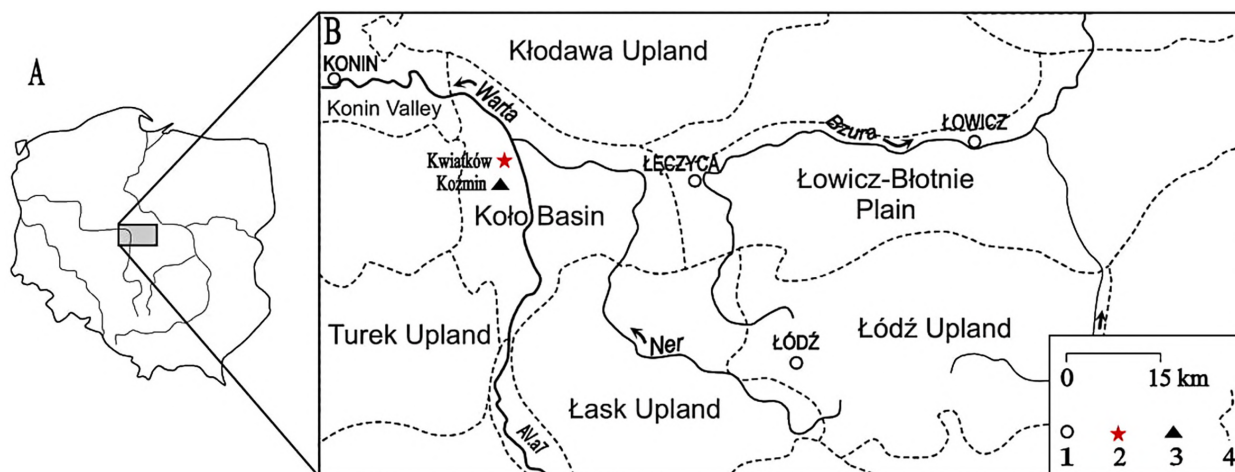 A
B
Kłodawa Upland
KONIN
Konin Valley
Warta
Bzura
ŁOWICZ
Kwiatków
Koźmin
ŁĘCZYCA
Łowicz-Błotnie
Plain
Koło Basin
Turek Upland
Ner
ŁÓDŹ
Łódź Upland
Łask Upland
0 15 km
1 2 3 4